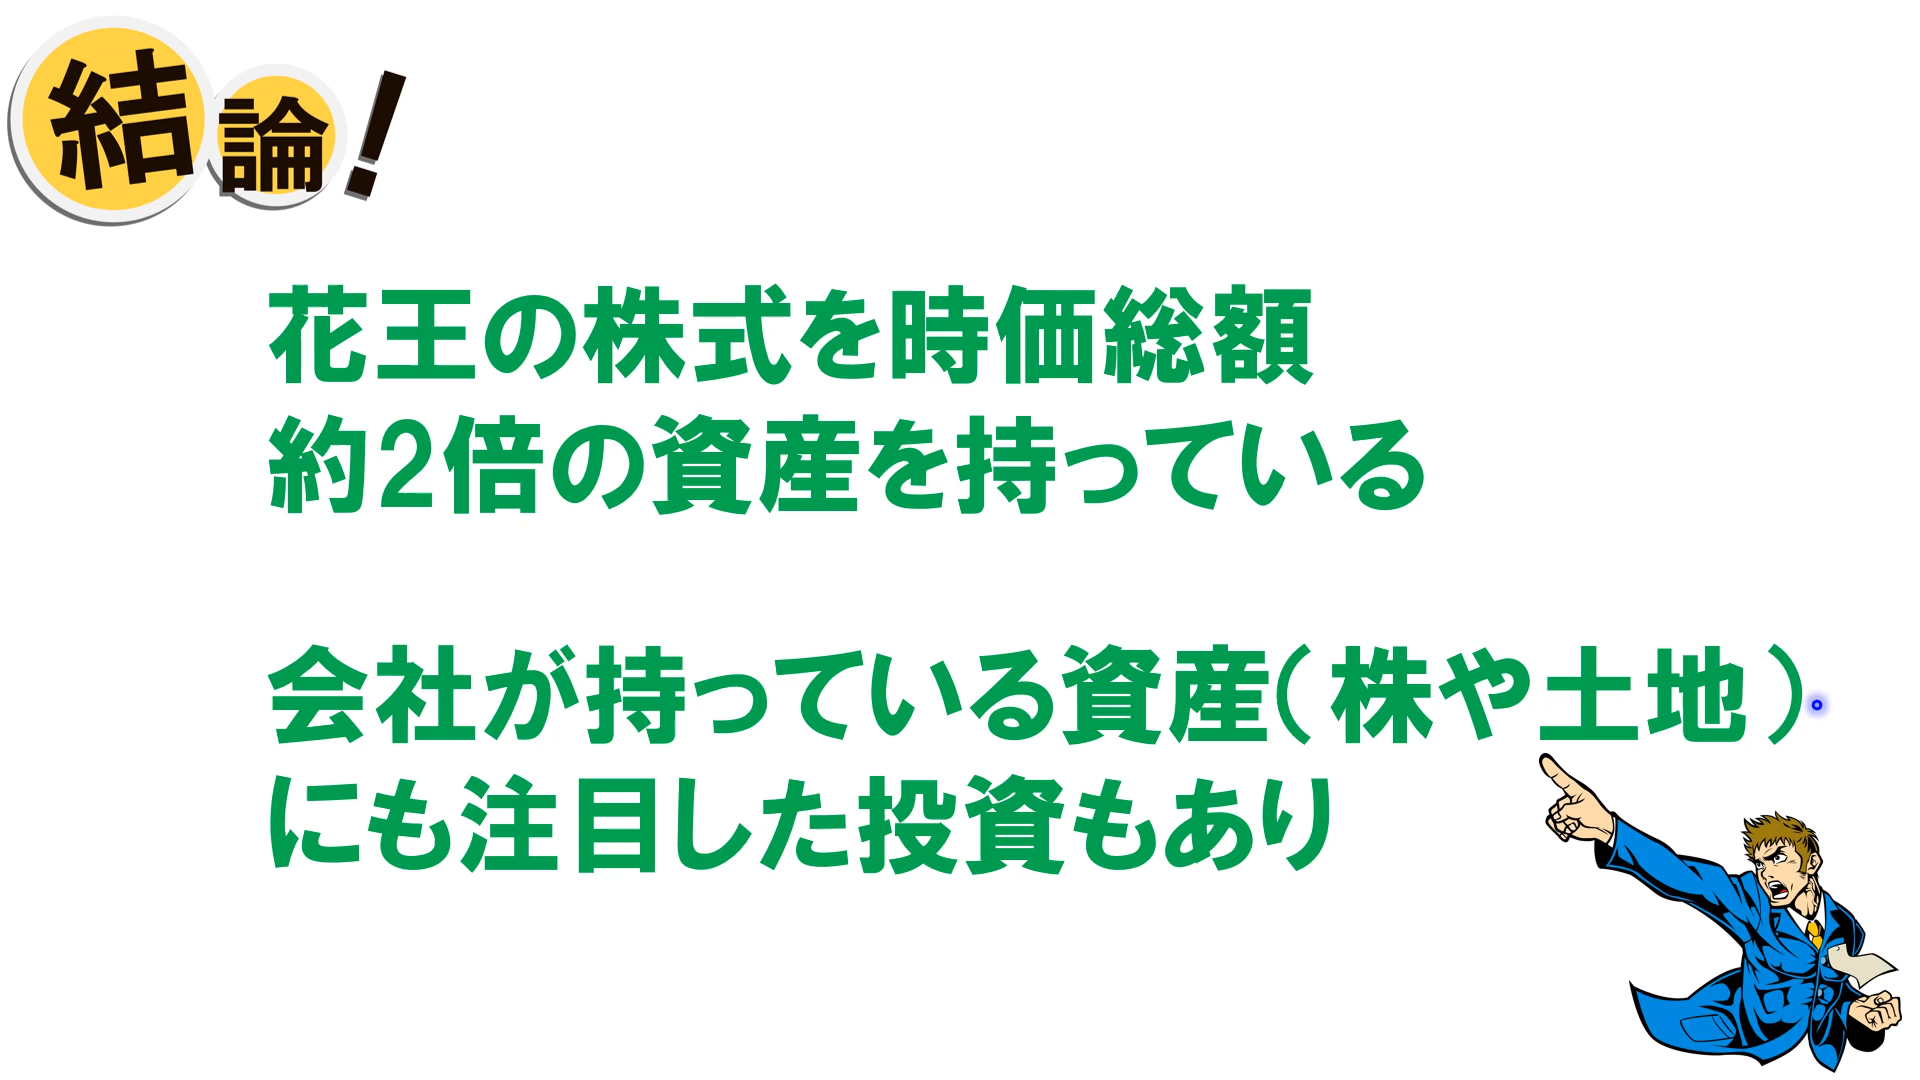 結論!
花王の株式を時価総額
約2倍の資産を持っている
会社が持っている資産(株や土地)
にも注目した投資もあり